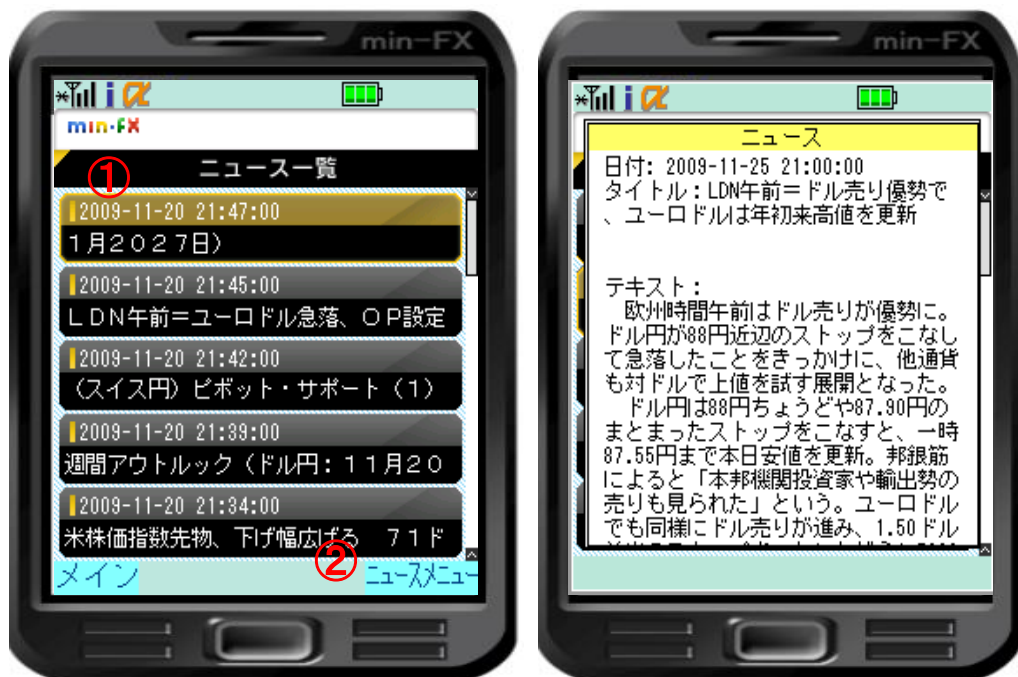 min-FX
i α
min-FX
ニュース一覧
①
2009-11-20 21:47:00
1月2027日）
2009-11-20 21:45:00
ＬＤＮ午前＝ユーロドル急落、ＯＰ設定
2009-11-20 21:42:00
（スイス円）ピボット・サポート（1）
2009-11-20 21:39:00
週間アウトルック（ドル円：１１月２０
2009-11-20 21:34:00
米株価指数先物、下げ幅広げる　７１ド
②
メイン
ニュースメニュー
min-FX
i α
ニュース
日付: 2009-11-25 21:00:00
タイトル：LDN午前＝ドル売り優勢で
、ユーロドルは年初来高値を更新
テキスト：
欧州時間午前はドル売りが優勢に。
ドル円が88円近辺のストップをこなし
て急落したことをきっかけに、他通貨
も対ドルで上値を試す展開となった。
ドル円は88円ちょうどや87.90円の
まとまったストップをこなすと、一時
87.55円まで本日安値を更新。邦銀筋
によると「本邦機関投資家や輸出勢の
売りも見られた」という。ユーロドル
でも同様にドル売りが進み、1.50ドル